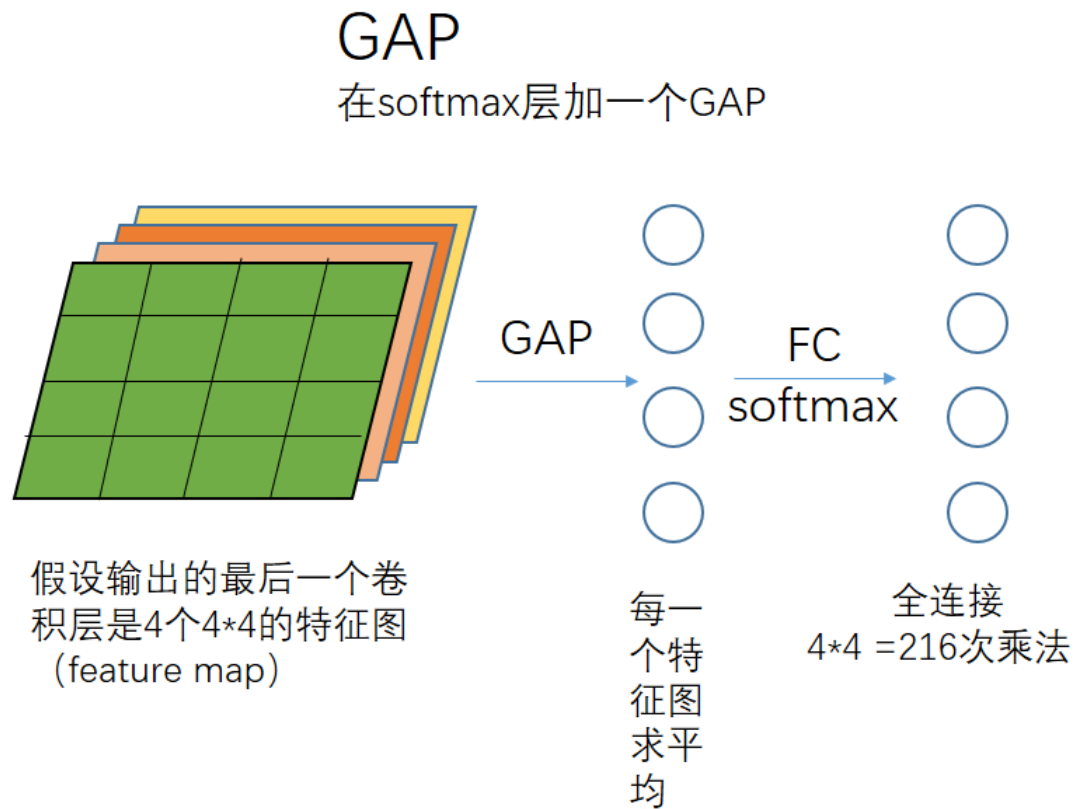 GAP
在softmax层加一个GAP
GAP
FC
softmax
假设输出的最后一个卷
积层是4个4*4的特征图
（feature map）
每一
个特
征图
求平
均
全连接
4*4 =216次乘法